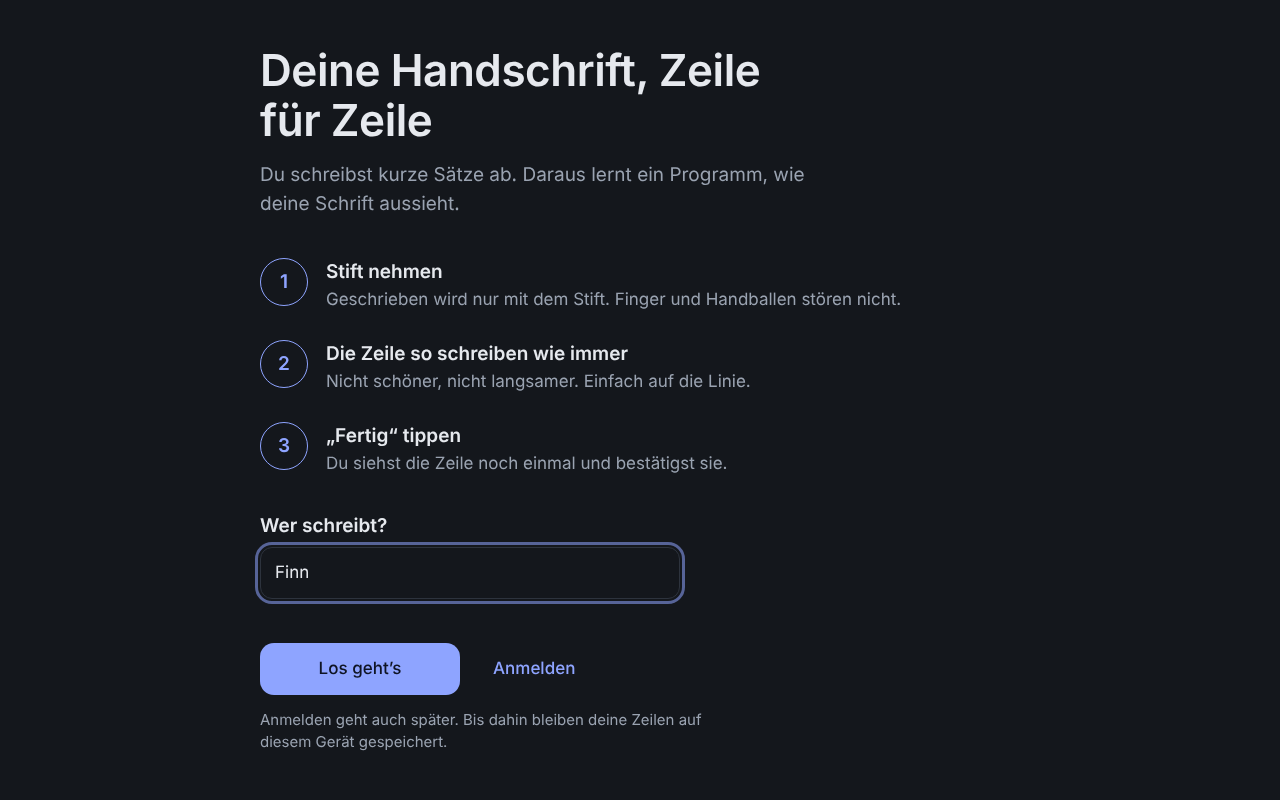 Deine Handschrift, Zeile
für Zeile
Du schreibst kurze Sätze ab. Daraus lernt ein Programm, wie
deine Schrift aussieht.
1
Stift nehmen
Geschrieben wird nur mit dem Stift. Finger und Handballen stören nicht.
2
Die Zeile so schreiben wie immer
Nicht schöner, nicht langsamer. Einfach auf die Linie.
3
„Fertig“ tippen
Du siehst die Zeile noch einmal und bestätigst sie.
Wer schreibt?
Finn
Los geht’s
Anmelden
Anmelden geht auch später. Bis dahin bleiben deine Zeilen auf
diesem Gerät gespeichert.